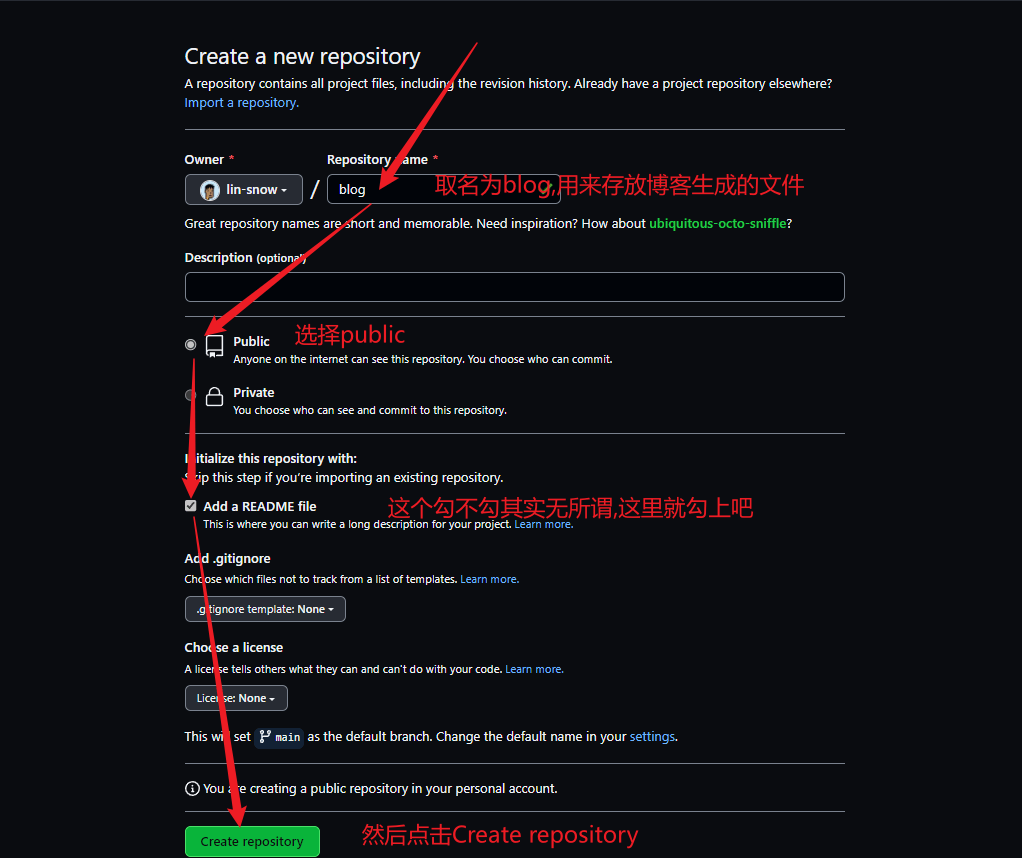 Create a new repository
A repository contains all project files, including the revision history. Already have a project repository elsewhere?
Import a repository.
Owner * Repository name *
lin-snow / blog 取名为blog,用来存放博客生成的文件
Great repository names are short and memorable. Need inspiration? How about ubiquitous-octo-sniffle?
Description (optional)
Public 选择public
Anyone on the internet can see this repository. You choose who can commit.
Private
You choose who can see and commit to this repository.
Initialize this repository with:
Skip this step if you're importing an existing repository.
Add a README file 这个勾不勾其实无所谓,这里就勾上吧
This is where you can write a long description for your project. Learn more.
Add .gitignore
Choose which files not to track from a list of templates. Learn more.
.gitignore template: None
Choose a license
A license tells others what they can and can't do with your code. Learn more.
License: None
This will set main as the default branch. Change the default name in your settings.
You are creating a public repository in your personal account.
Create repository 然后点击Create repository